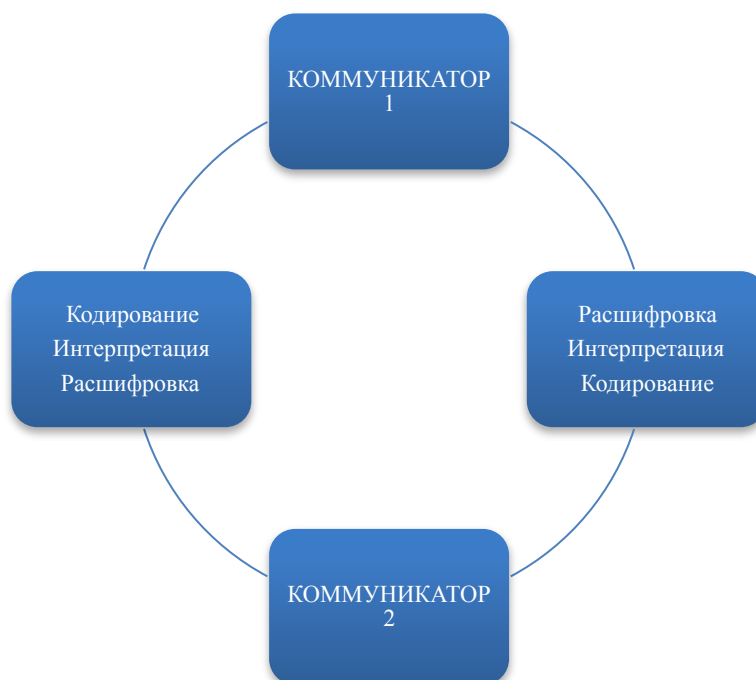 КОММУНИКАТОР
1
Кодирование
Интерпретация
Расшифровка
Расшифровка
Интерпретация
Кодирование
КОММУНИКАТОР
2